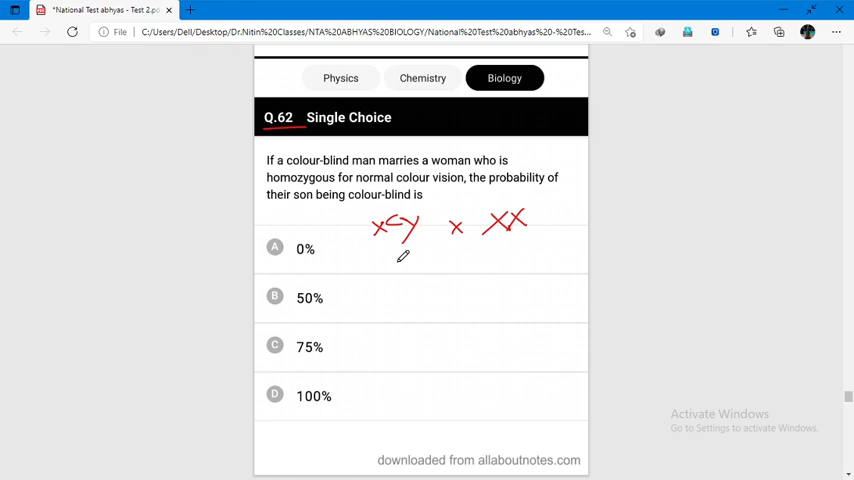 *National Test abhyas - Test 2.pd
File
C:/Users/Dell/Desktop/Dr.Nitin%20Classes/NTA%20ABHYAS%20BIOLOGY/National%20Test%20abhyas%20-%20Tes...
Physics Chemistry Biology
Q.62 Single Choice
If a colour-blind man marries a woman who is
homozygous for normal colour vision, the probability of
their son being colour-blind is
xᶜy x XX
A 0%
B 50%
C 75%
D 100%
Activate Windows
Go to Settings to activate Windows.
downloaded from allaboutnotes.com